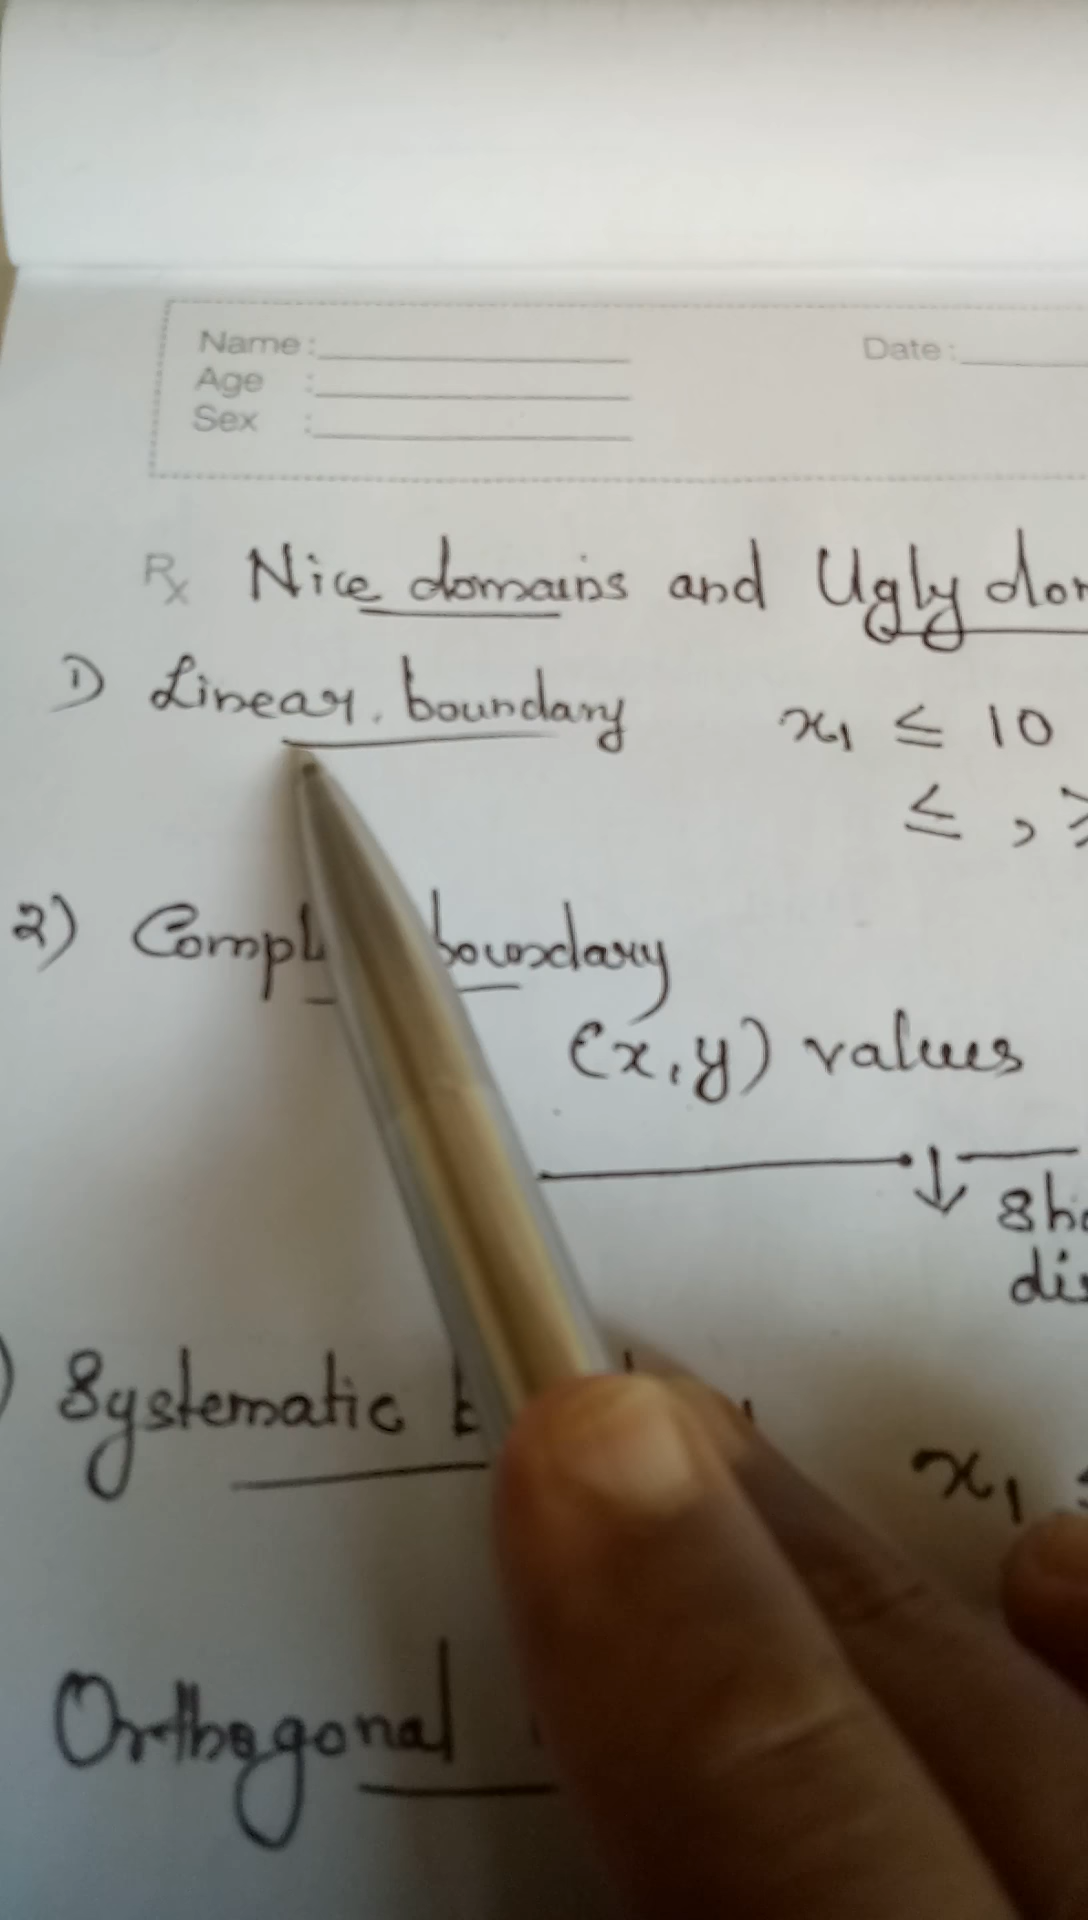 Name :
Date :
Age :
Sex :
Rx Nice domains and Ugly
1) Linear boundary x₁ ≤ 10
≤ , ≥
2) boundary
(x, y) values
Systematic
x₁
Orthogonal